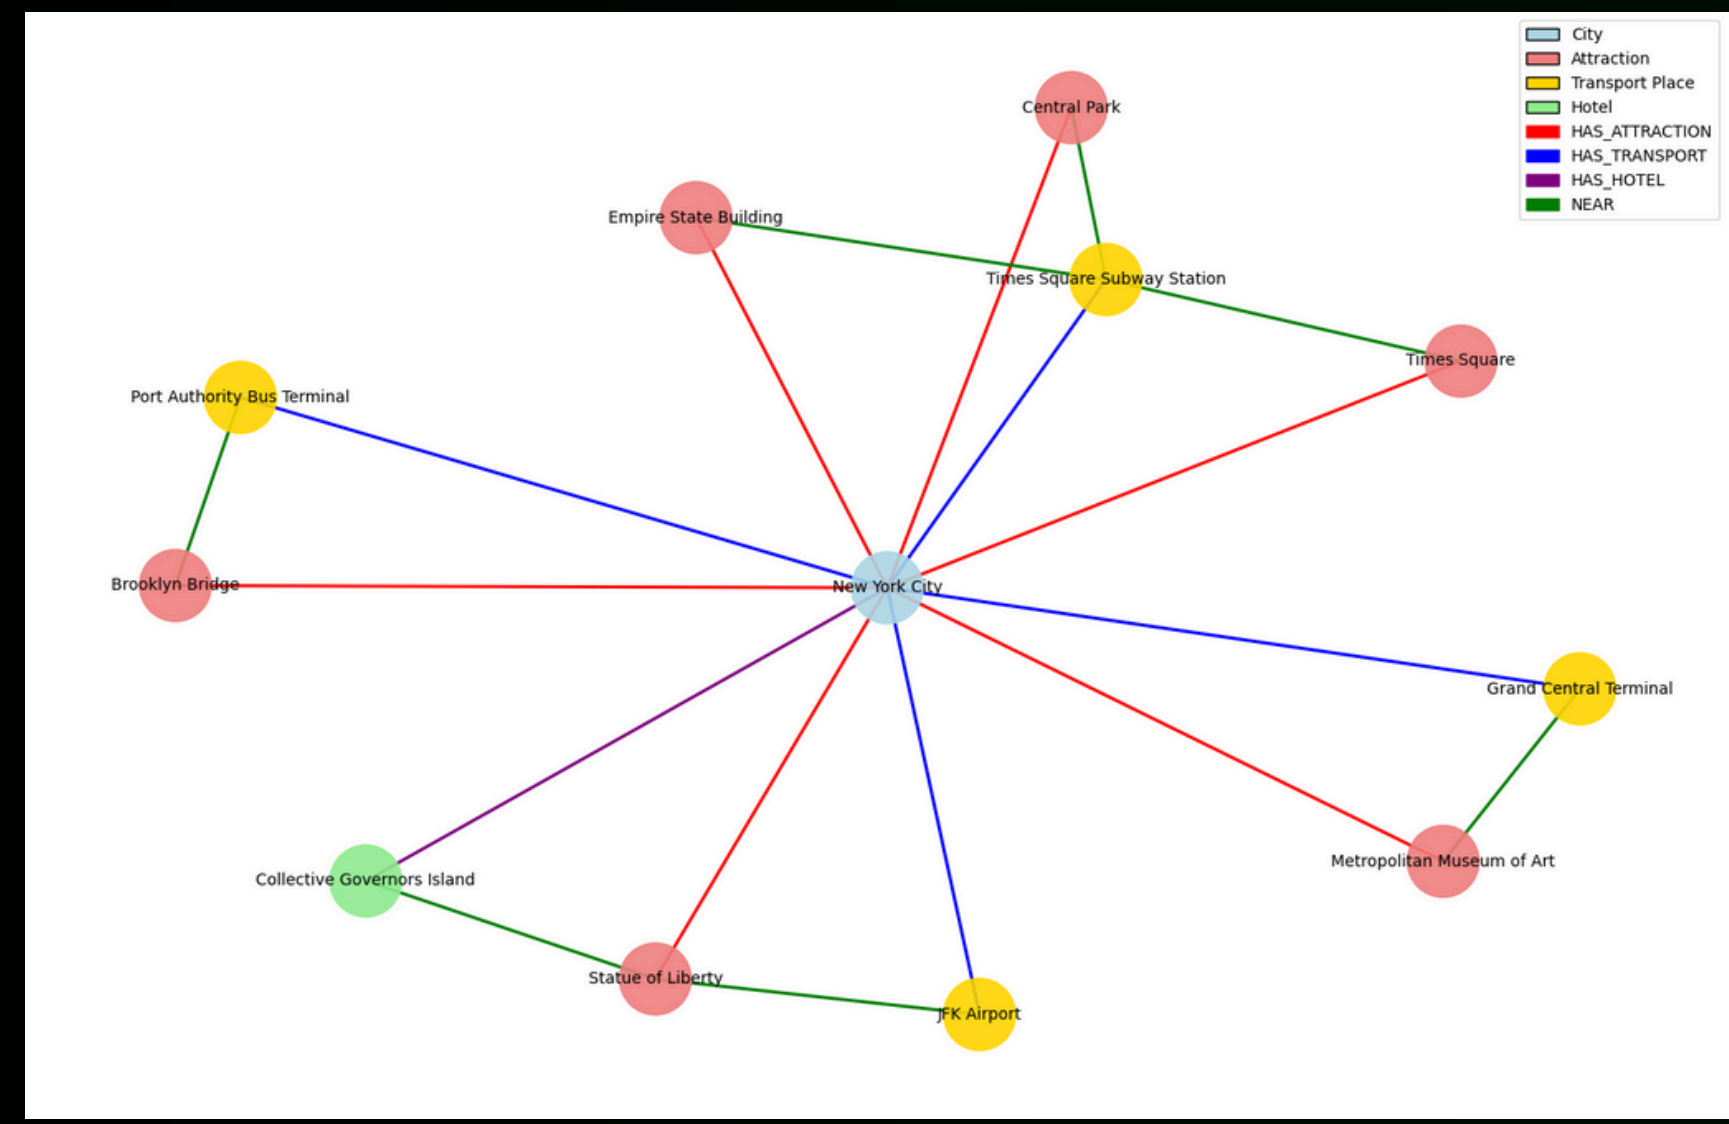 City
Attraction
Transport Place
Hotel
HAS_ATTRACTION
HAS_TRANSPORT
HAS_HOTEL
NEAR
Central Park
Empire State Building
Times Square Subway Station
Times Square
Port Authority Bus Terminal
Brooklyn Bridge
New York City
Grand Central Terminal
Metropolitan Museum of Art
Collective Governors Island
Statue of Liberty
JFK Airport